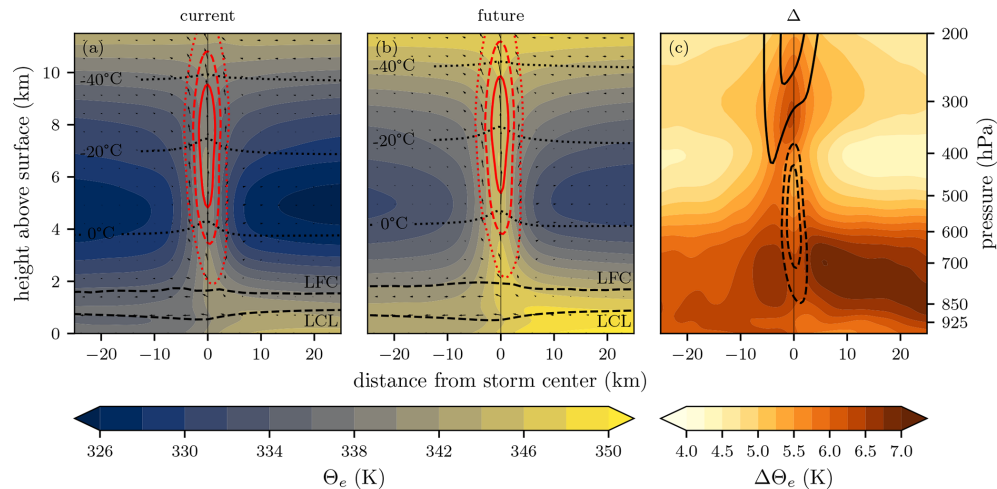 current
future
Δ
(a)
(b)
(c)
height above surface (km)
10
8
6
4
2
0
-40°C
-20°C
0°C
LFC
LCL
-40°C
-20°C
0°C
LFC
LCL
200
300
400
500
600
700
850
925
pressure (hPa)
−20 −10 0 10 20
−20 −10 0 10 20
−20 −10 0 10 20
distance from storm center (km)
326 330 334 338 342 346 350
Θe (K)
4.0 4.5 5.0 5.5 6.0 6.5 7.0
ΔΘe (K)